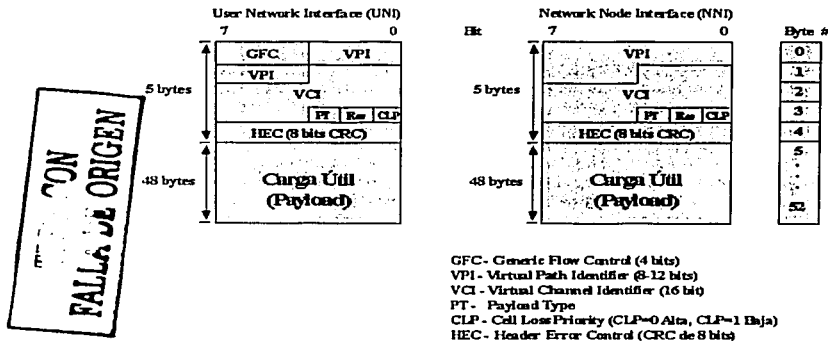 User Network Interface (UNI)
7 0
GFC VPI
VPI
VCI
PT Res CLP
HEC (8 bits CRC)
Carga Útil
(Payload)
5 bytes
48 bytes
Network Node Interface (NNI)
Bit 7 0
VPI
VCI
PT Res CLP
HEC (8 bits CRC)
Carga Útil
(Payload)
5 bytes
48 bytes
Byte #
0
1
2
3
4
5
52
CON
FALLA DE ORIGEN
GFC - Generic Flow Control (4 bits)
VPI - Virtual Path Identifier (8-12 bits)
VCI - Virtual Channel Identifier (16 bit)
PT - Payload Type
CLP - Cell Loss Priority (CLP=0 Alta, CLP=1 Baja)
HEC - Header Error Control (CRC de 8 bits)